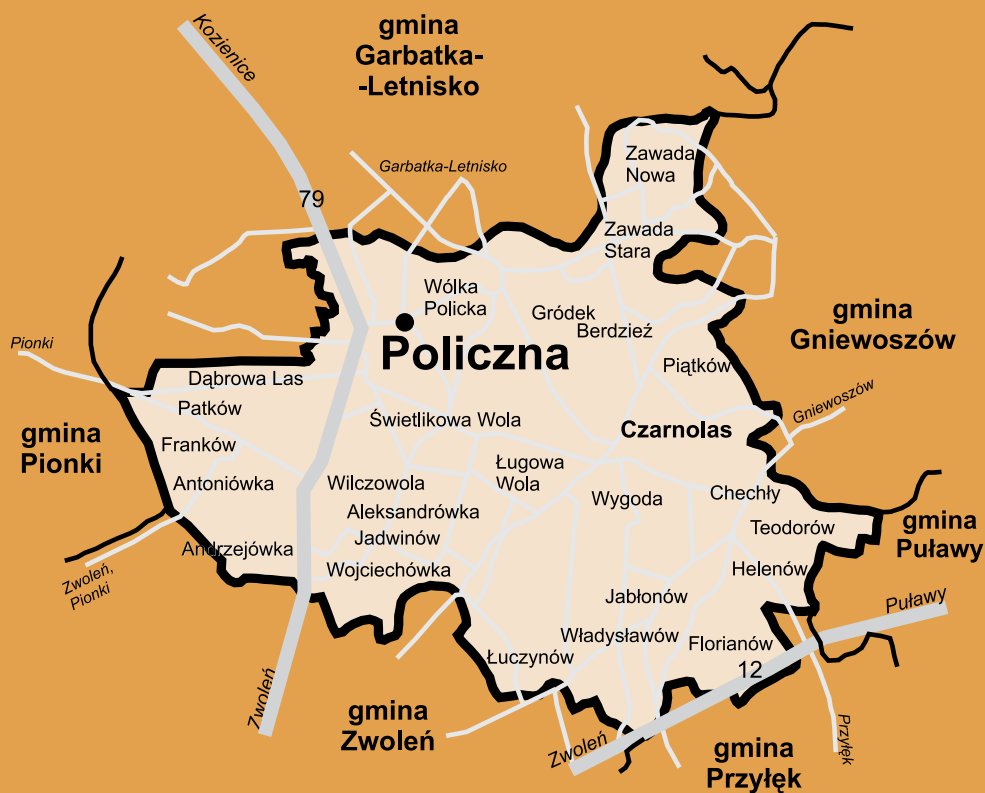 gmina
Garbatka-
-Letnisko
Kozienice
79
Garbatka-Letnisko
Zawada
Nowa
Zawada
Stara
Wólka
Policka
Gródek
Berdzież
gmina
Gniewoszów
Policzna
Pionki
Piątków
Dąbrowa Las
Patków
Świetlikowa Wola
Czarnolas
Gniewoszów
gmina
Pionki
Franków
Antoniówka
Wilczowola
Ługowa
Wola
Wygoda
Chechły
Aleksandrówka
Teodorów
gmina
Puławy
Jadwinów
Andrzejówka
Wojciechówka
Helenów
Zwoleń,
Pionki
Jabłonów
Puławy
Władysławów
Florianów
Łuczynów
12
Zwoleń
gmina
Zwoleń
Zwoleń
gmina
Przyłęk
Przyłęk